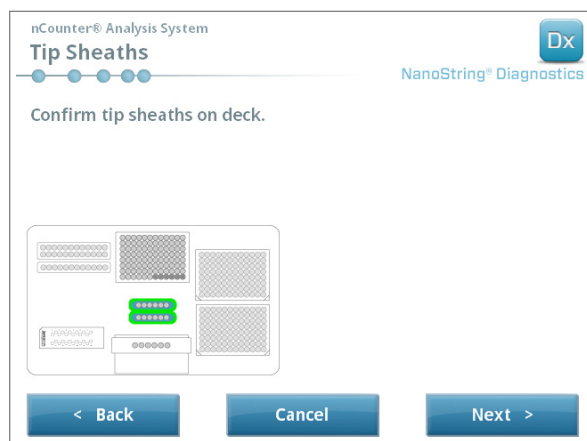 nCounter® Analysis System
Tip Sheaths
Dx
NanoString® Diagnostics
Confirm tip sheaths on deck.
< Back
Cancel
Next >